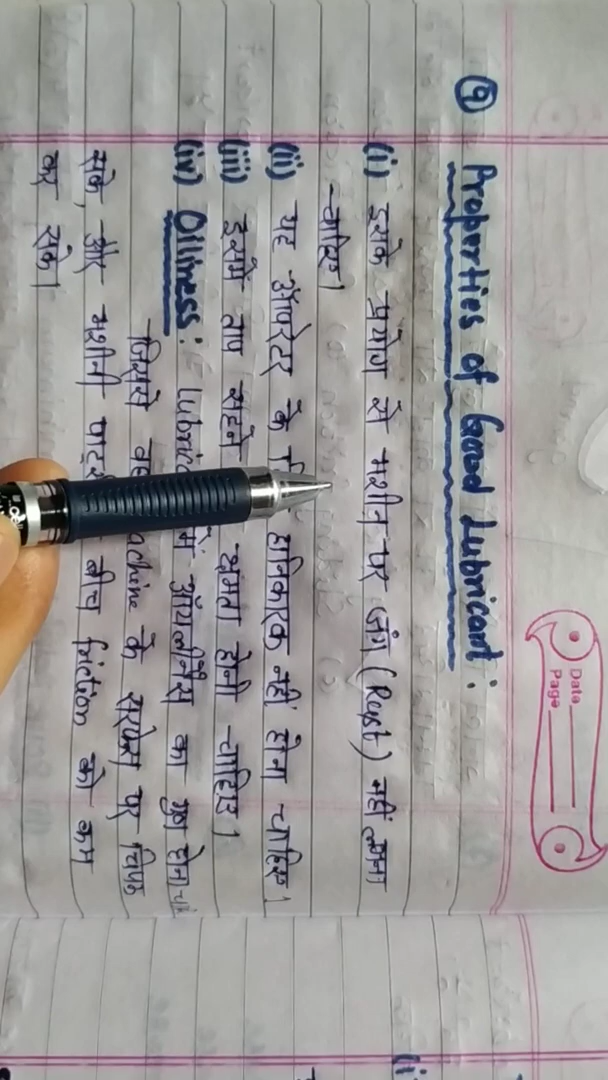 Date
Page
9 Properties of Good Lubricant :
(i) इसके प्रयोग से मशीन पर जंग (Rust) नहीं लगना
चाहिए।
(ii) यह ऑपरेटर के हानिकारक नहीं होना चाहिए।
(iii) इसमें ताप सहने क्षमता होनी चाहिए।
(iv) Oiliness: में ऑयलीनैस का गुण होना
जिससे वह के सरफेस पर चिपक
सके, और मशीनी बीच friction को कम
कर सके।